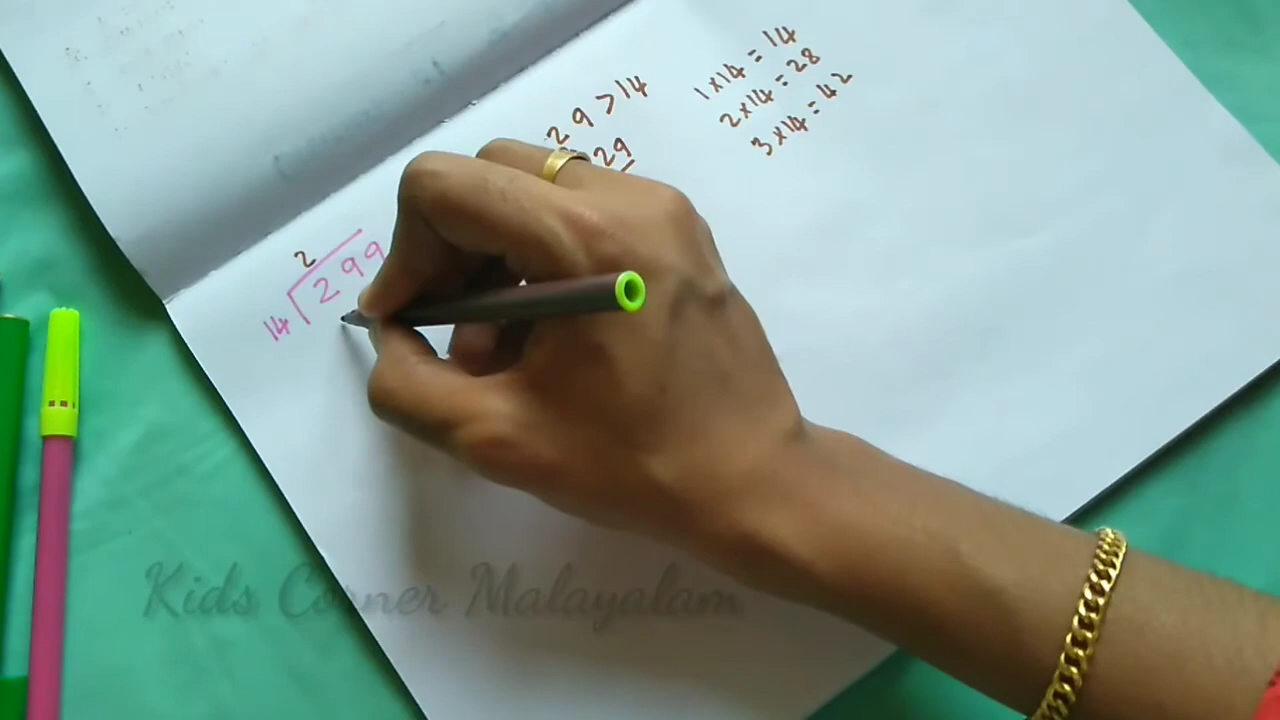 29 > 14
29
1 × 14 = 14
2 × 14 = 28
3 × 14 = 42
2
14 299
Kids Corner Malayalam